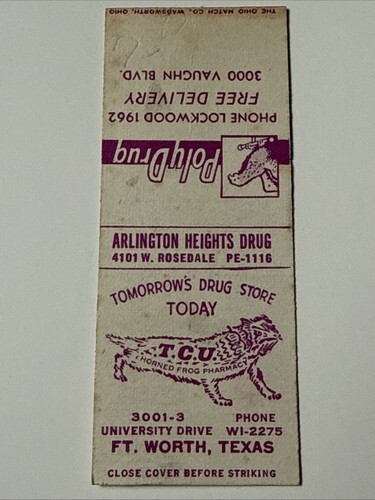 THE OHIO MATCH CO., WADSWORTH, OHIO
3000 VAUGHN BLVD.
FREE DELIVERY
PHONE LOCKWOOD 1962
PolyDrug
ARLINGTON HEIGHTS DRUG
4101 W. ROSEDALE PE-1116
TOMORROW'S DRUG STORE
TODAY
T.C.U.
HORNED FROG PHARMACY
3001-3 PHONE
UNIVERSITY DRIVE WI-2275
FT. WORTH, TEXAS
CLOSE COVER BEFORE STRIKING